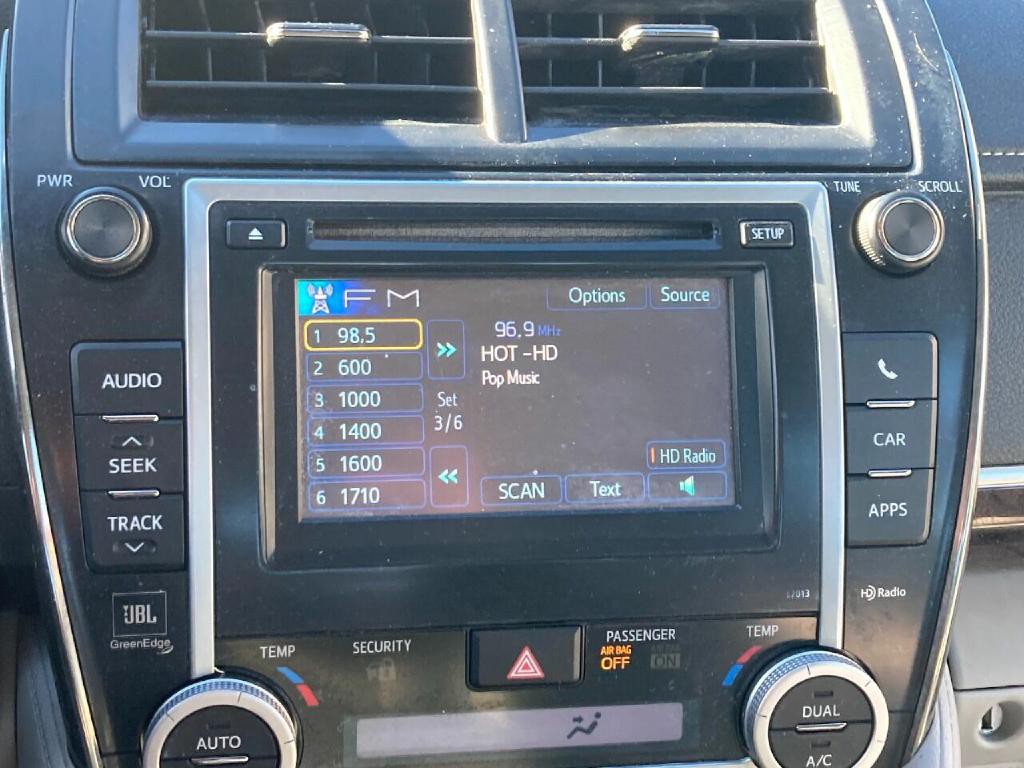 PWR
VOL
TUNE
SCROLL
SETUP
FM
Options
Source
1 98.5
2 600
3 1000
4 1400
5 1600
6 1710
Set
3/6
96.9 MHz
HOT -HD
Pop Music
HD Radio
SCAN
Text
AUDIO
SEEK
TRACK
CAR
APPS
JBL
GreenEdge
HD Radio
TEMP
SECURITY
PASSENGER
AIR BAG
OFF
AIR BAG
ON
TEMP
AUTO
DUAL
A/C